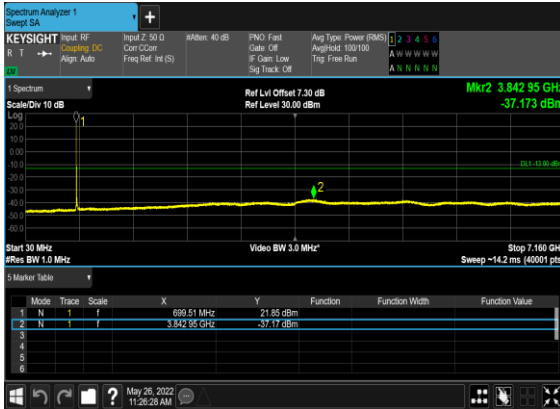 Spectrum Analyzer 1
Swept SA
+
KEYSIGHT Input: RF Input Z: 50 Ω #Atten: 40 dB PNO: Fast Avg Type: Power (RMS) 1 2 3 4 5 6
R T Coupling: DC Corr CCorr Gate: Off Avg|Hold: 100/100 A W W W W W
Align: Auto Freq Ref: Int (S) IF Gain: Low Trig: Free Run
Sig Track: Off A N N N N N
1 Spectrum Ref Lvl Offset 7.30 dB Mkr2 3.842 95 GHz
Scale/Div 10 dB Ref Level 30.00 dBm -37.173 dBm
Log
20.0
10.0
0.00
-10.0
-20.0
-30.0
-40.0
-50.0
-60.0
1
2
DL1 -13.00 dBm
Start 30 MHz Video BW 3.0 MHz* Stop 7.160 GH
#Res BW 1.0 MHz Sweep ~14.2 ms (40001 pts
5 Marker Table
Mode Trace Scale X Y Function Function Width Function Value
1 N 1 f 699.51 MHz 21.85 dBm
2 N 1 f 3.842 95 GHz -37.17 dBm
3
4
5
6
? May 26, 2022
11:26:28 AM